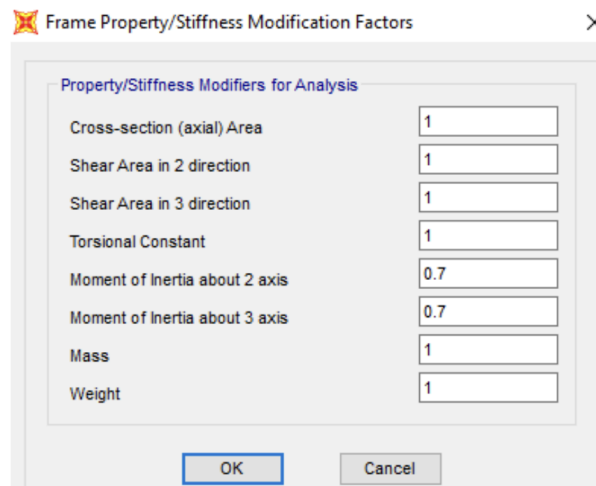 Frame Property/Stiffness Modification Factors
Property/Stiffness Modifiers for Analysis
Cross-section (axial) Area 1
Shear Area in 2 direction 1
Shear Area in 3 direction 1
Torsional Constant 1
Moment of Inertia about 2 axis 0.7
Moment of Inertia about 3 axis 0.7
Mass 1
Weight 1
OK Cancel